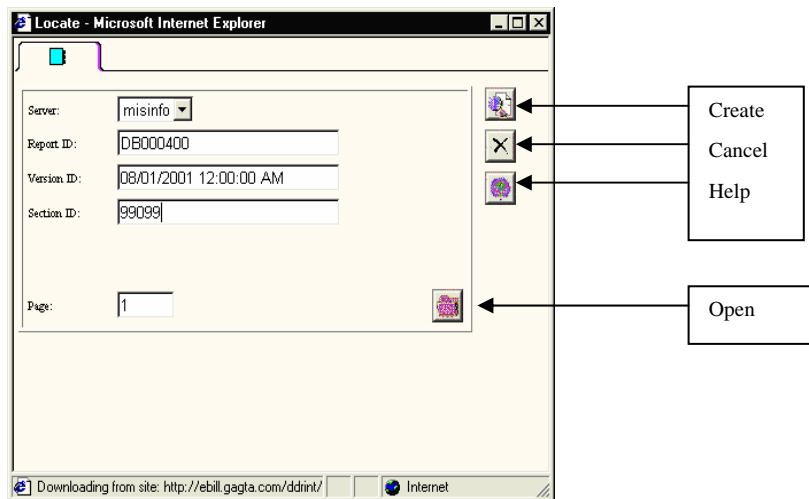 Locate - Microsoft Internet Explorer
Server: misinfo
Report ID: DB000400
Version ID: 08/01/2001 12:00:00 AM
Section ID: 99099
Page: 1
Create
Cancel
Help
Open
Downloading from site: http://ebill.gagta.com/ddrint/ Internet